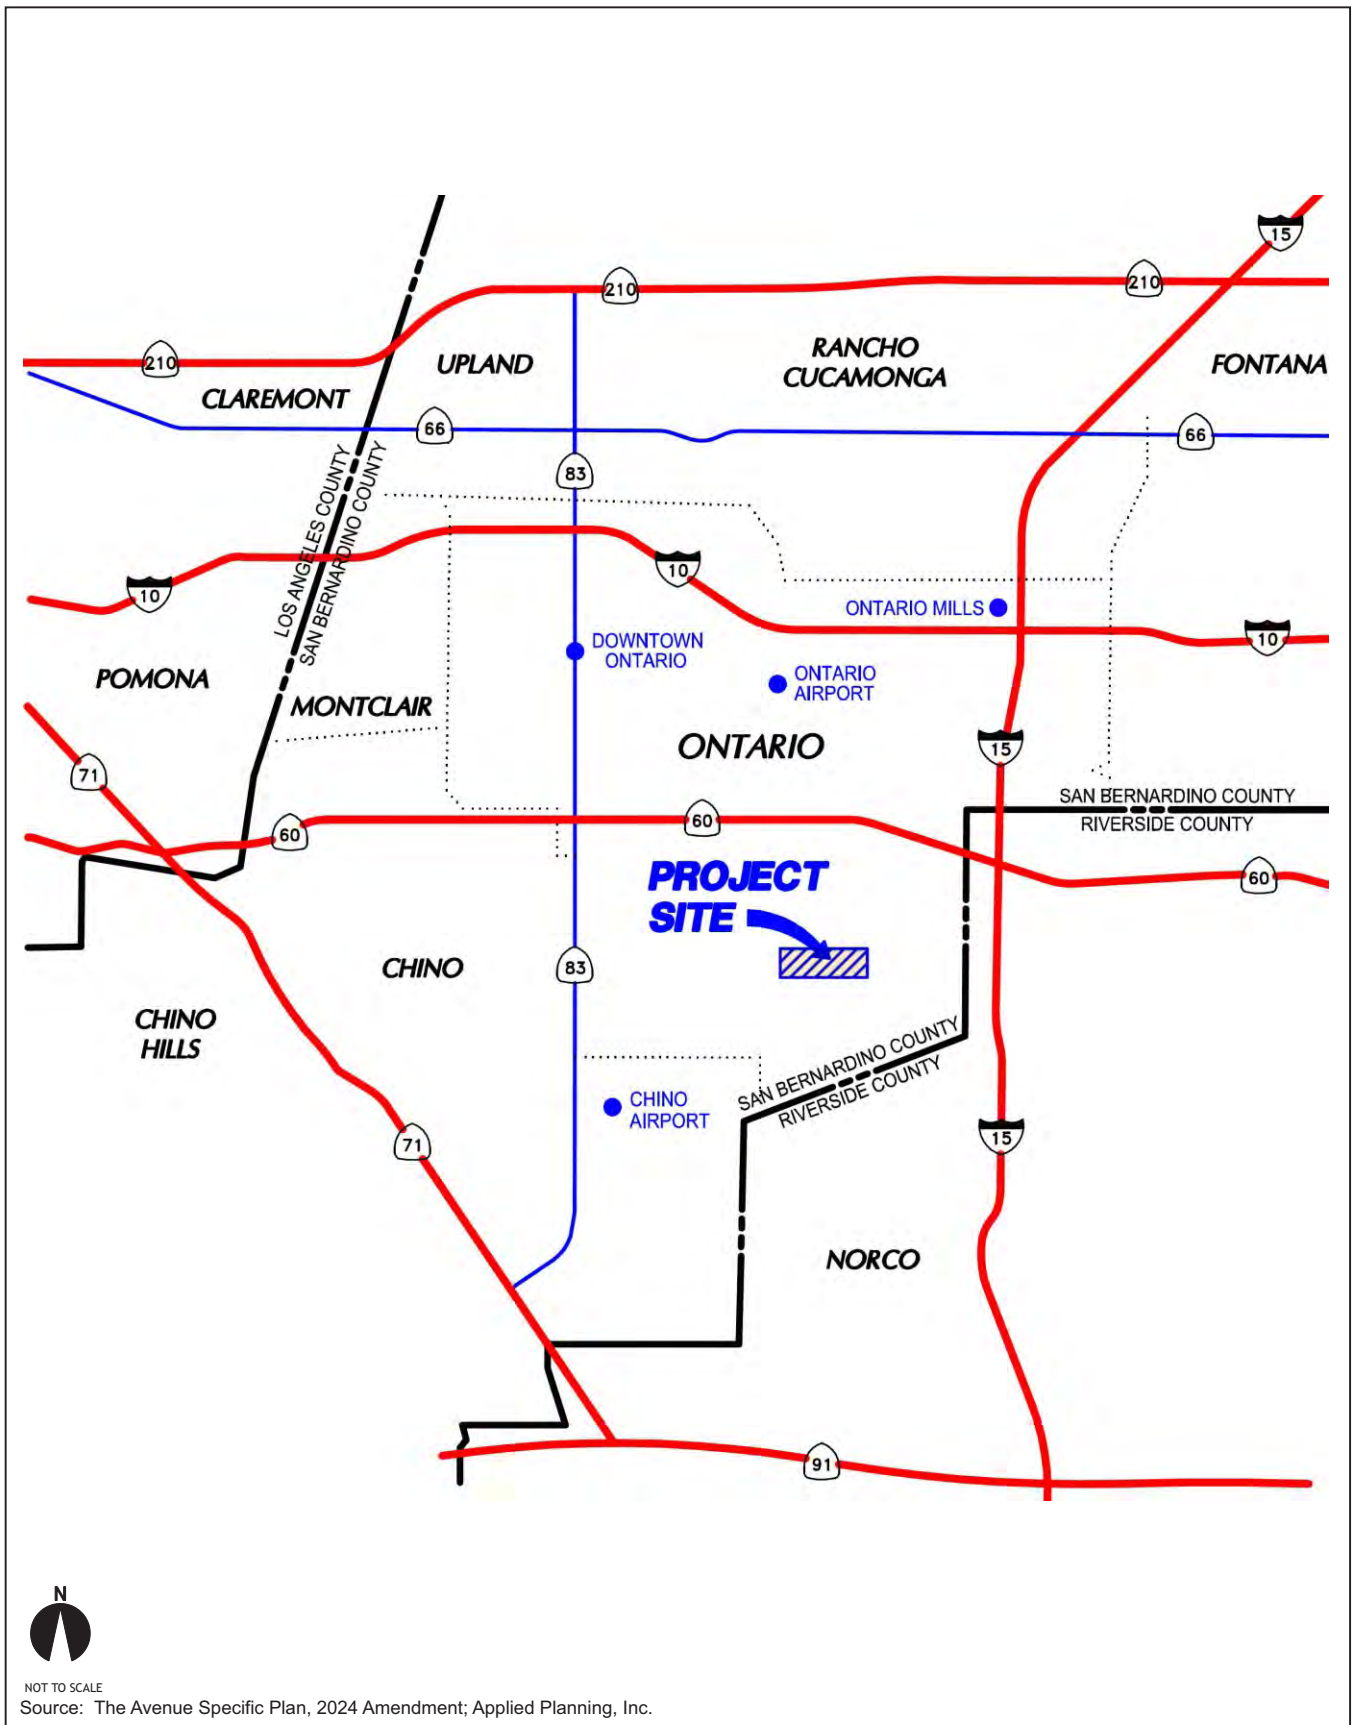 15
210
210
210
UPLAND
RANCHO
CUCAMONGA
FONTANA
CLAREMONT
66
66
83
LOS ANGELES COUNTY
SAN BERNARDINO COUNTY
10
10
ONTARIO MILLS
10
DOWNTOWN
ONTARIO
ONTARIO
AIRPORT
POMONA
MONTCLAIR
ONTARIO
15
71
SAN BERNARDINO COUNTY
RIVERSIDE COUNTY
60
60
60
PROJECT
SITE
CHINO
83
CHINO
HILLS
SAN BERNARDINO COUNTY
RIVERSIDE COUNTY
CHINO
AIRPORT
71
15
NORCO
91
N
NOT TO SCALE
Source: The Avenue Specific Plan, 2024 Amendment; Applied Planning, Inc.